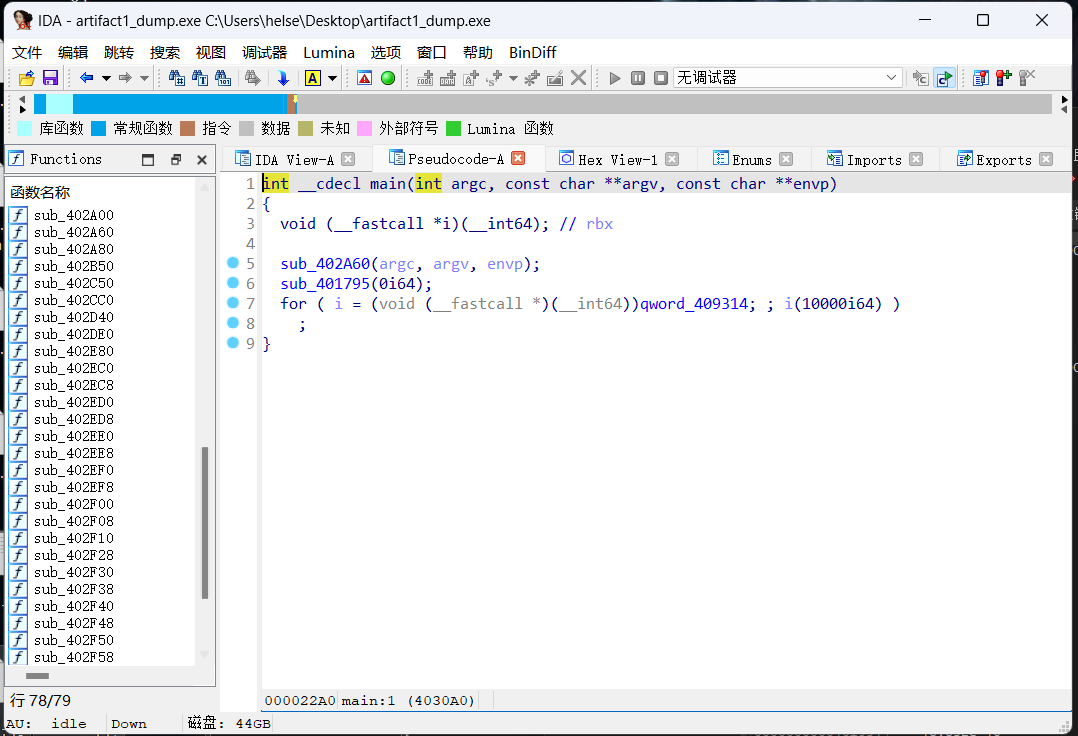 IDA - artifact1_dump.exe C:\Users\helse\Desktop\artifact1_dump.exe
文件 编辑 跳转 搜索 视图 调试器 Lumina 选项 窗口 帮助 BinDiff
无调试器
库函数 常规函数 指令 数据 未知 外部符号 Lumina 函数
Functions
IDA View-A Pseudocode-A Hex View-1 Enums Imports Exports
函数名称
sub_402A00
sub_402A60
sub_402A80
sub_402B50
sub_402C50
sub_402CC0
sub_402D40
sub_402DE0
sub_402E80
sub_402EC0
sub_402EC8
sub_402ED0
sub_402ED8
sub_402EE0
sub_402EE8
sub_402EF0
sub_402EF8
sub_402F00
sub_402F08
sub_402F10
sub_402F28
sub_402F30
sub_402F38
sub_402F40
sub_402F48
sub_402F50
sub_402F58
行 78/79
1 int __cdecl main(int argc, const char **argv, const char **envp)
2 {
3 void (__fastcall *i)(__int64); // rbx
4
5 sub_402A60(argc, argv, envp);
6 sub_401795(0i64);
7 for ( i = (void (__fastcall *)(__int64))qword_409314; ; i(10000i64) )
8 ;
9 }
000022A0 main:1 (4030A0)
AU: idle Down 磁盘: 44GB